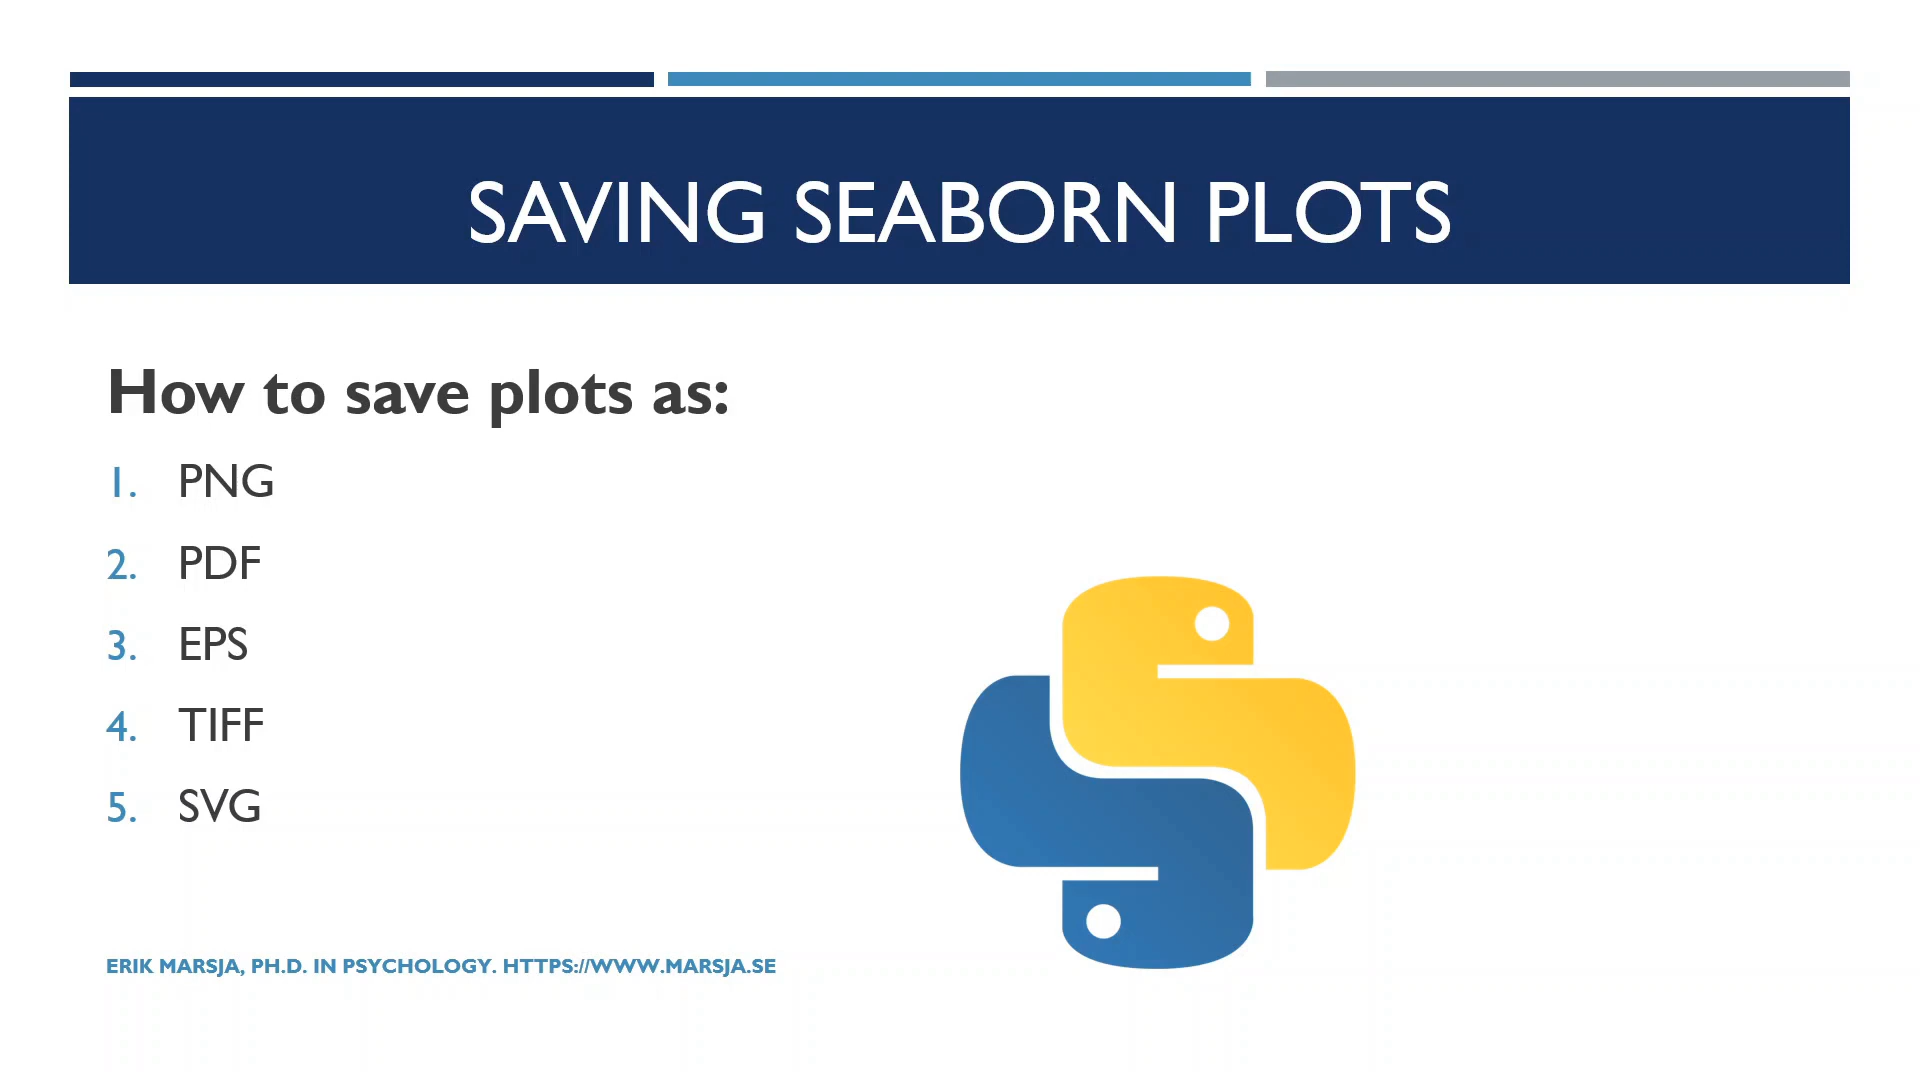 SAVING SEABORN PLOTS
How to save plots as:
1. PNG
2. PDF
3. EPS
4. TIFF
5. SVG
ERIK MARSJA, PH.D. IN PSYCHOLOGY. HTTPS://WWW.MARSJA.SE